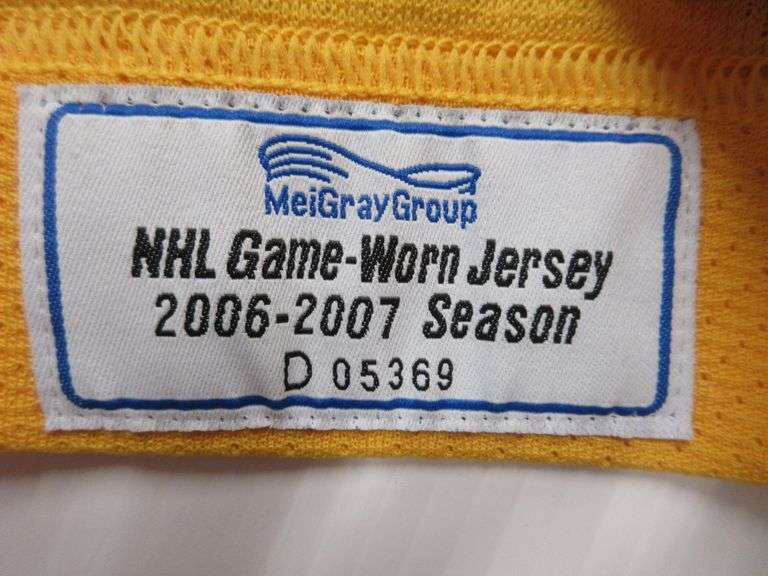 MeiGrayGroup
NHL Game-Worn Jersey
2006-2007 Season
D 05369